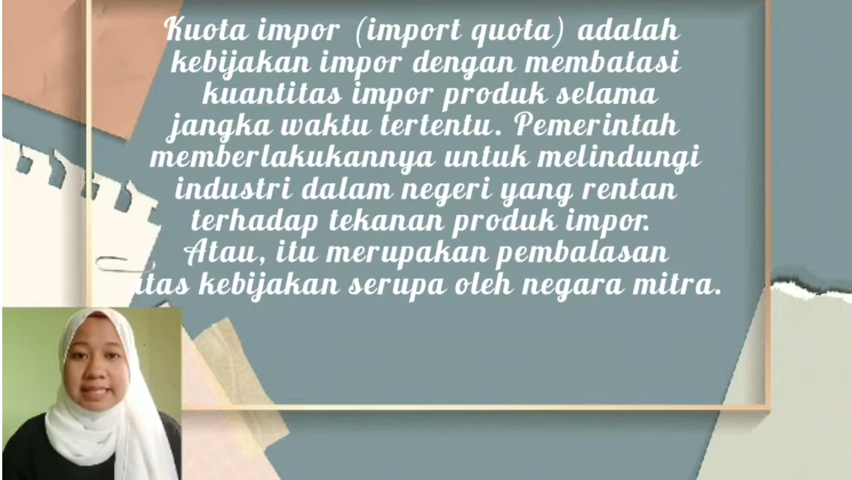 Kuota impor (import quota) adalah
kebijakan impor dengan membatasi
kuantitas impor produk selama
jangka waktu tertentu. Pemerintah
memberlakukannya untuk melindungi
industri dalam negeri yang rentan
terhadap tekanan produk impor.
Atau, itu merupakan pembalasan
atas kebijakan serupa oleh negara mitra.